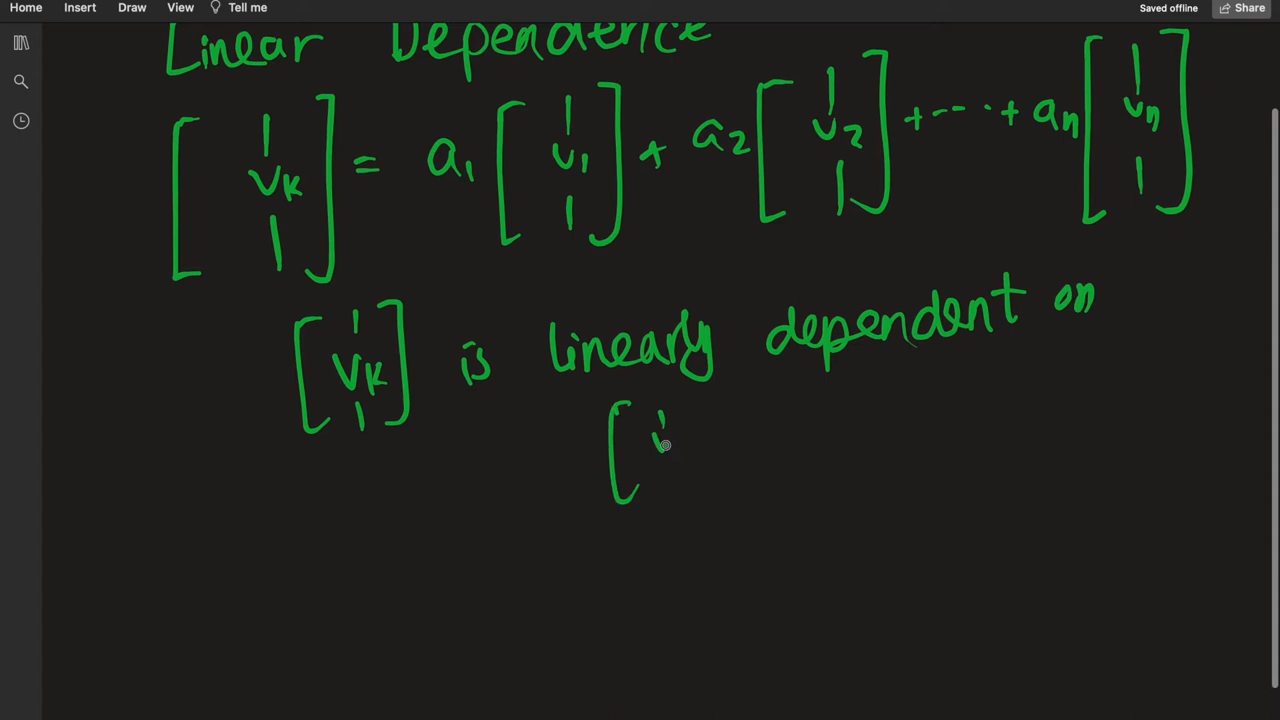 Home Insert Draw View Tell me Saved offline Share
Linear Dependence
[vk] = a1 [v1] + a2 [v2] + ---- + an [vn]
[vk] is linearly dependent on
[v